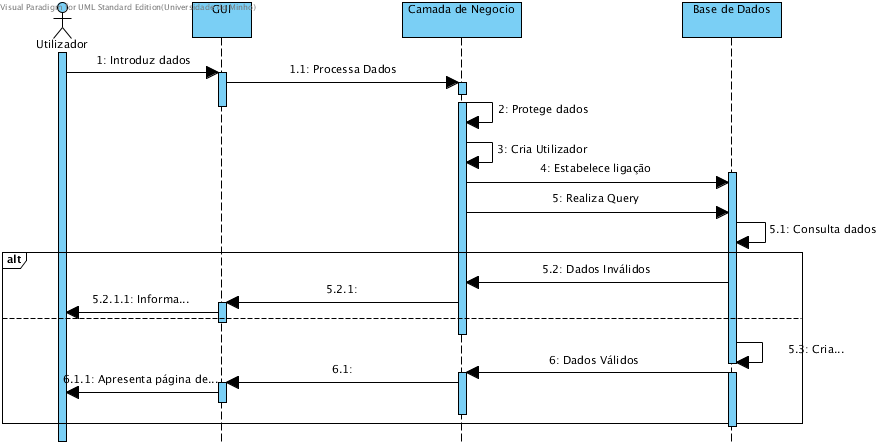 Visual Paradigm for UML Standard Edition(Universidade do Minho)
GUI
Camada de Negocio
Base de Dados
Utilizador
1: Introduz dados
1.1: Processa Dados
2: Protege dados
3: Cria Utilizador
4: Estabelece ligação
5: Realiza Query
5.1: Consulta dados
alt
5.2: Dados Inválidos
5.2.1:
5.2.1.1: Informa...
5.3: Cria...
6: Dados Válidos
6.1:
6.1.1: Apresenta página de...